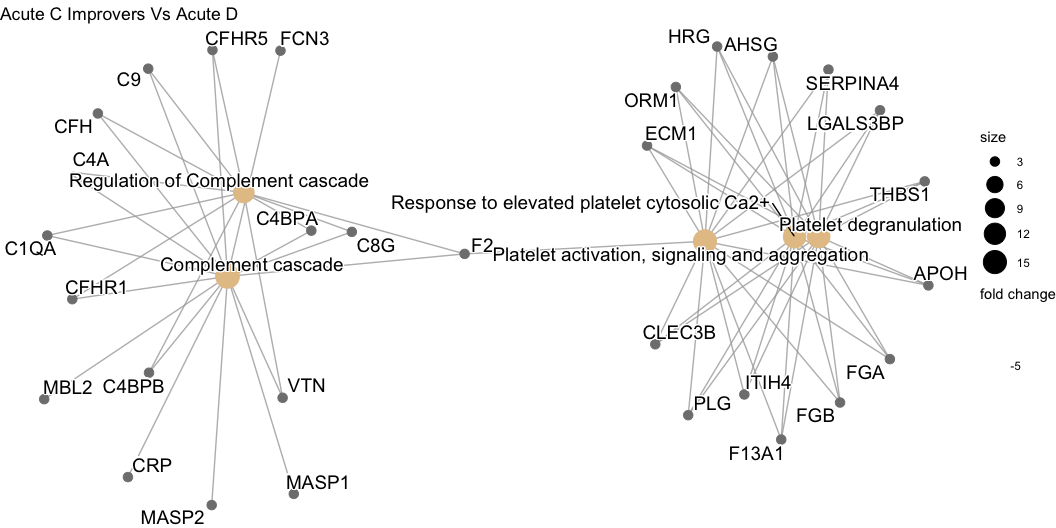 Acute C Improvers Vs Acute D
CFHR5
FCN3
C9
CFH
C4A
Regulation of Complement cascade
C4BPA
C1QA
C8G
F2
Complement cascade
CFHR1
MBL2
C4BPB
VTN
CRP
MASP1
MASP2
HRG
AHSG
SERPINA4
ORM1
LGALS3BP
ECM1
THBS1
Response to elevated platelet cytosolic Ca2+
Platelet degranulation
Platelet activation, signaling and aggregation
APOH
CLEC3B
FGA
ITIH4
PLG
FGB
F13A1
size
3
6
9
12
15
fold change
-5